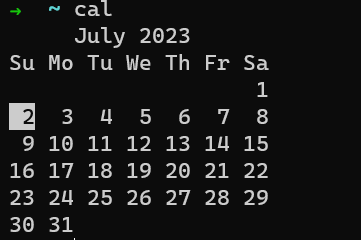 → ~ cal
July 2023
Su Mo Tu We Th Fr Sa
1
2 3 4 5 6 7 8
9 10 11 12 13 14 15
16 17 18 19 20 21 22
23 24 25 26 27 28 29
30 31